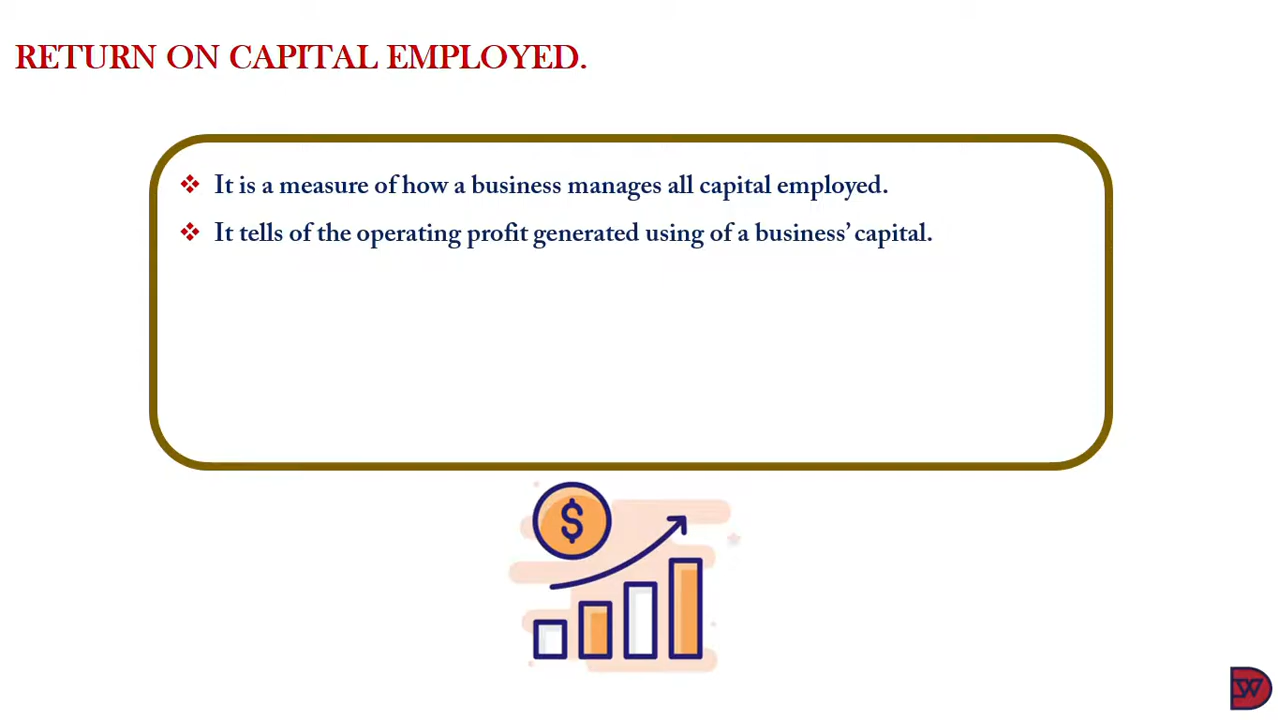 RETURN ON CAPITAL EMPLOYED.
It is a measure of how a business manages all capital employed.
It tells of the operating profit generated using of a business’ capital.
$
W